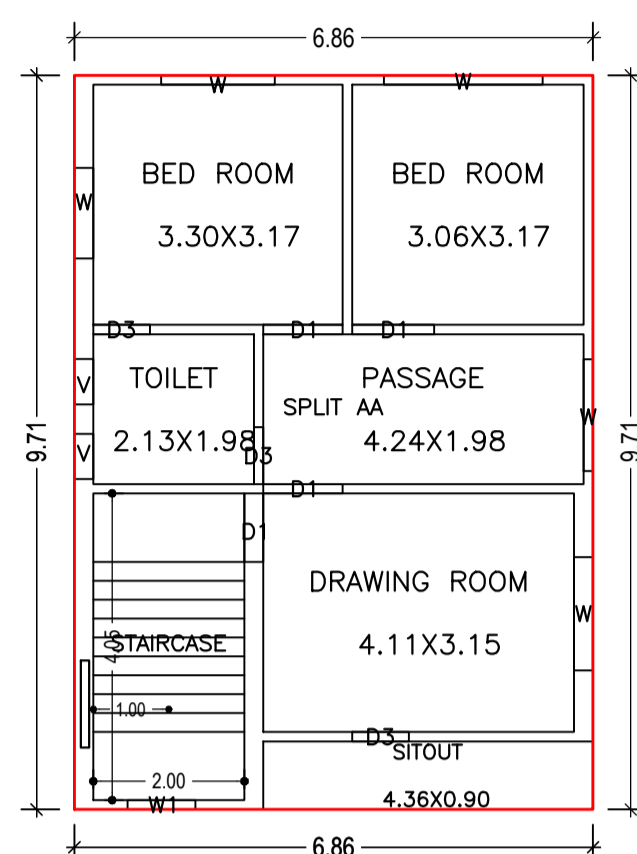 6.86
W W
BED ROOM BED ROOM
W
3.30X3.17 3.06X3.17
D3 D1 D1
TOILET PASSAGE
V
SPLIT AA
W
2.13X1.98 4.24X1.98
V
D3
9.71 9.71
D1
D1
DRAWING ROOM
W
STAIRCASE
4.05
4.11X3.15
1.00
D3
SITOUT
2.00
4.36X0.90
W1
6.86